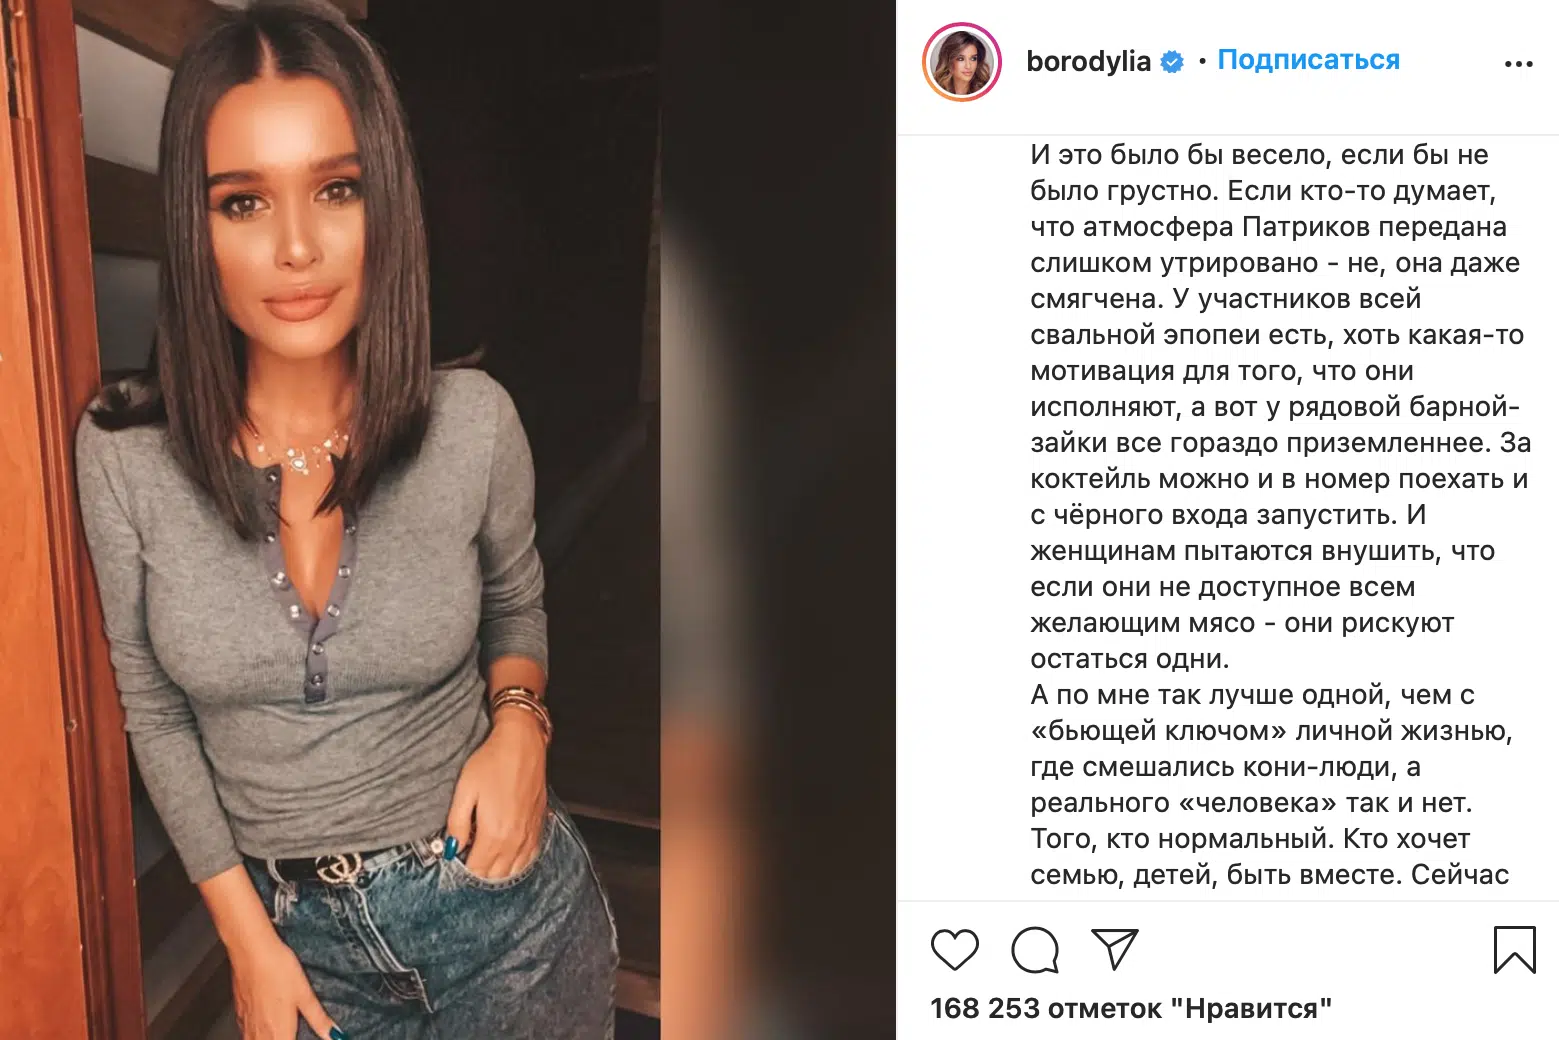 borodylia • Подписаться
И это было бы весело, если бы не
было грустно. Если кто-то думает,
что атмосфера Патриков передана
слишком утрировано - не, она даже
смягчена. У участников всей
свальной эпопеи есть, хоть какая-то
мотивация для того, что они
исполняют, а вот у рядовой барной-
зайки все гораздо приземленнее. За
коктейль можно и в номер поехать и
с чёрного входа запустить. И
женщинам пытаются внушить, что
если они не доступное всем
желающим мясо - они рискуют
остаться одни.
А по мне так лучше одной, чем с
«бьющей ключом» личной жизнью,
где смешались кони-люди, а
реального «человека» так и нет.
Того, кто нормальный. Кто хочет
семью, детей, быть вместе. Сейчас
168 253 отметок "Нравится"